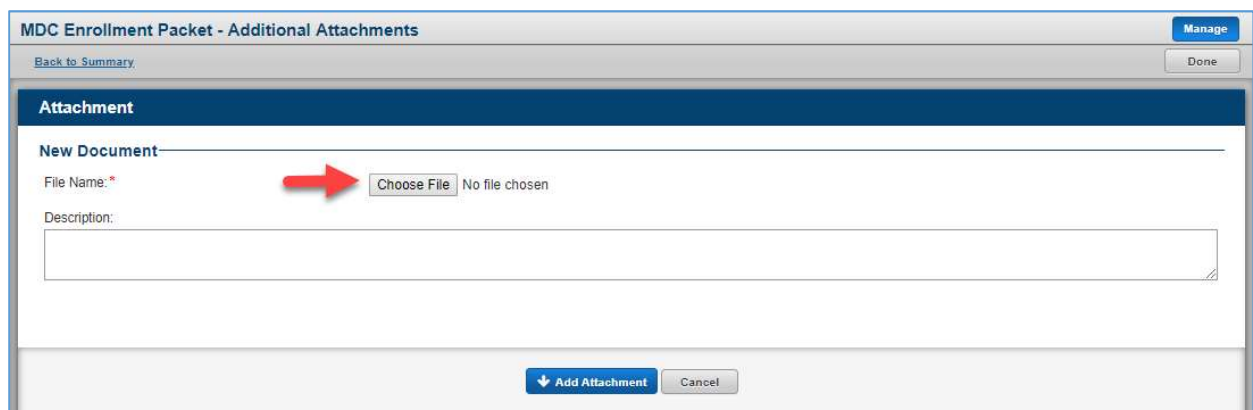 MDC Enrollment Packet - Additional Attachments
Manage
Back to Summary
Done
Attachment
New Document
File Name:*
Choose File No file chosen
Description:
Add Attachment
Cancel